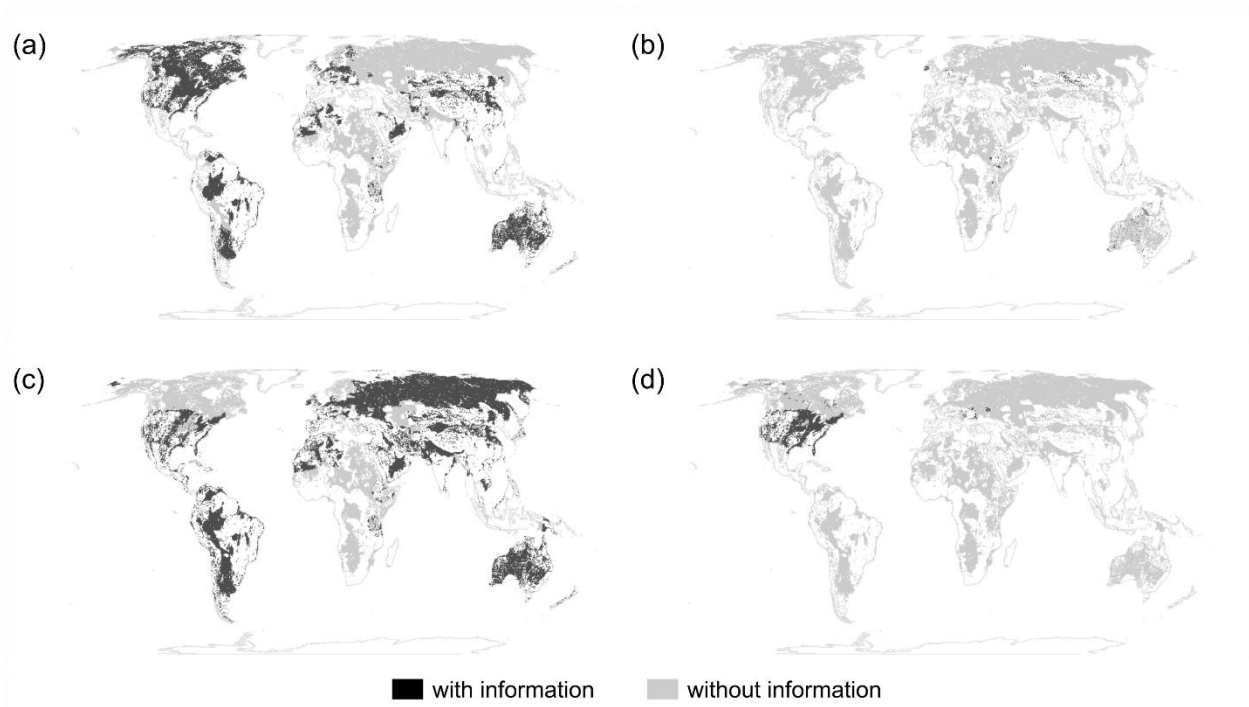 (a)
(b)
(c)
(d)
with information
without information